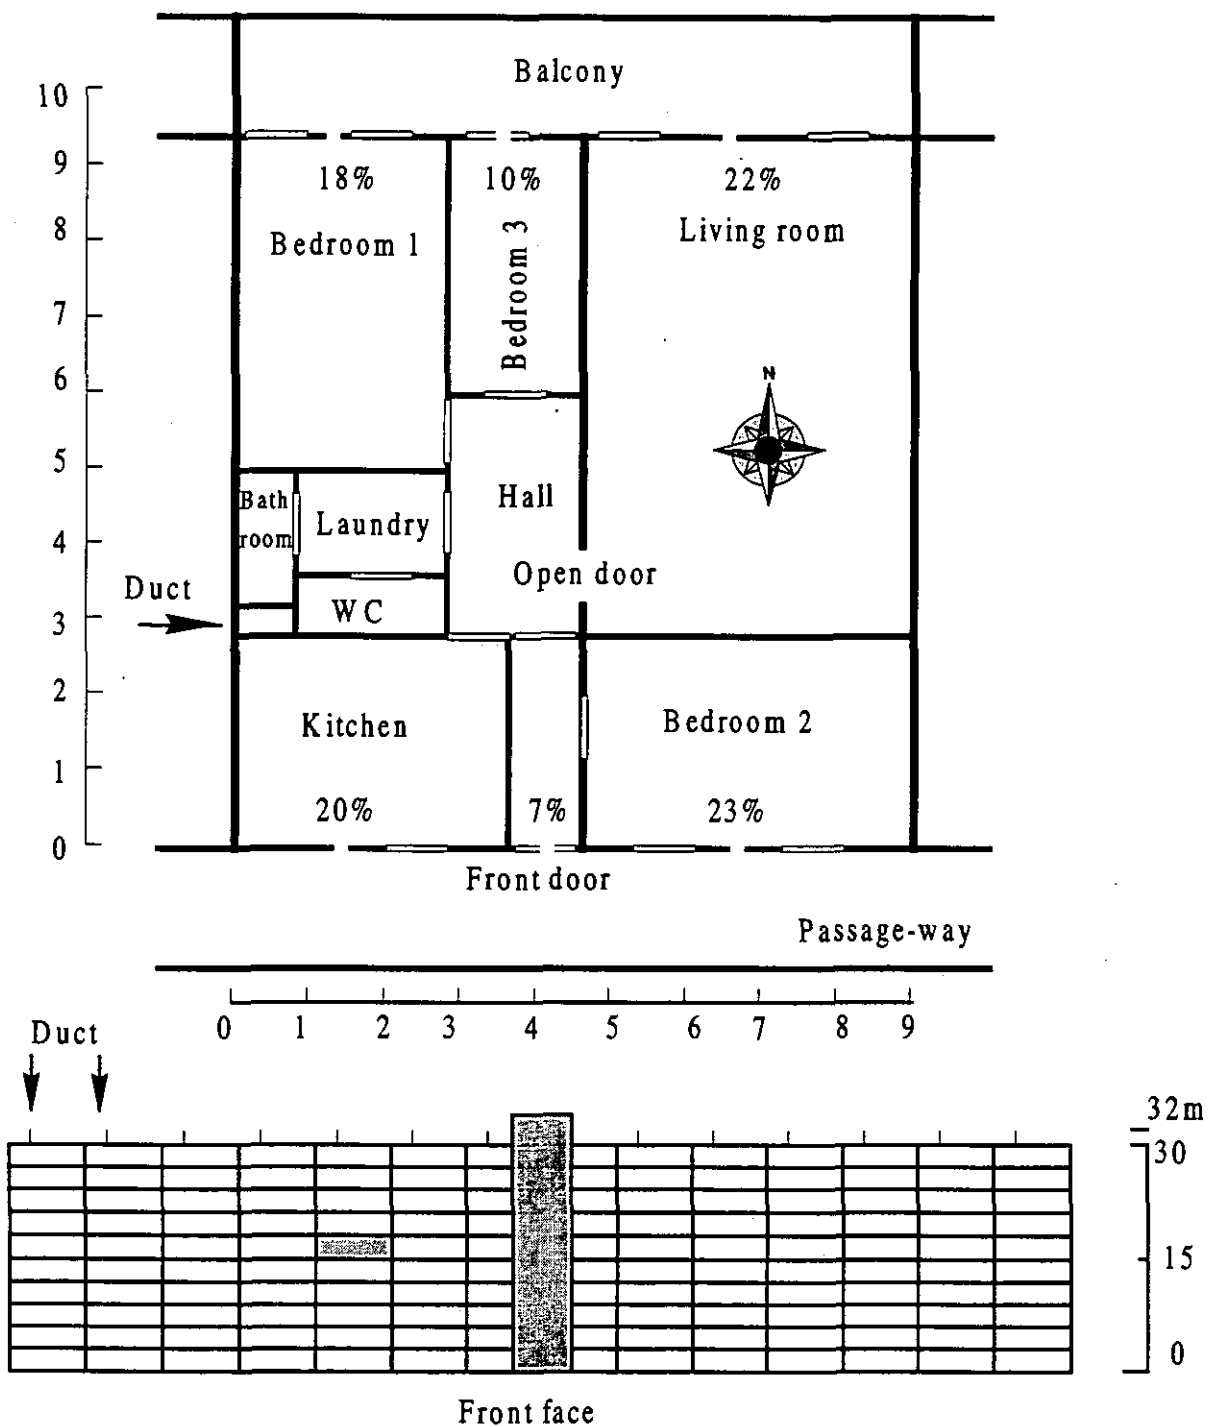 Balcony
10
9
8
7
6
5
4
3
2
1
0
18%
10%
22%
Bedroom 1
Bedroom 3
Living room
N
Bath
room
Laundry
Hall
Open door
Duct
WC
Kitchen
Bedroom 2
20%
7%
23%
Front door
Passage-way
0 1 2 3 4 5 6 7 8 9
Duct
32m
30
15
0
Front face